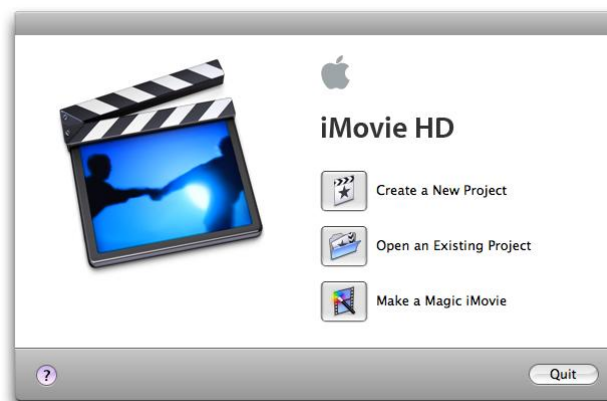 iMovie HD
Create a New Project
Open an Existing Project
Make a Magic iMovie
?
Quit